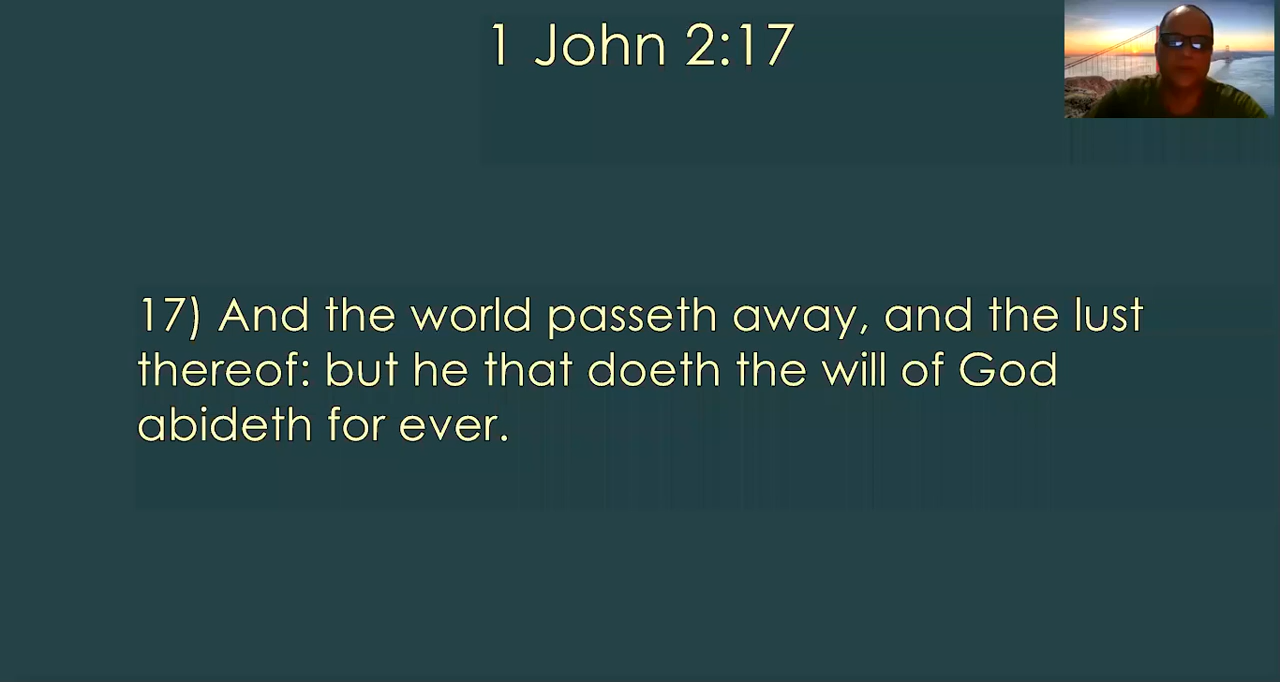 1 John 2:17
17) And the world passeth away, and the lust
thereof: but he that doeth the will of God
abideth for ever.